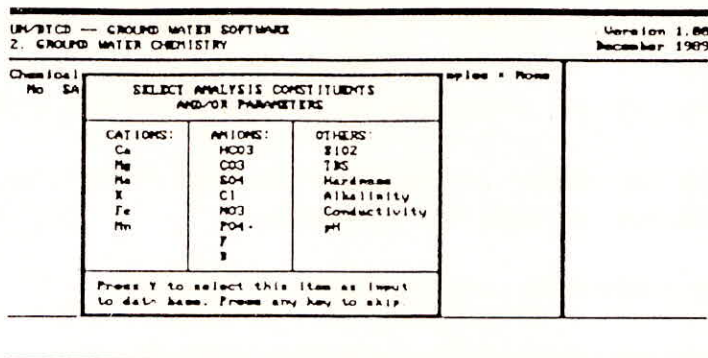 UN/DTCD -- GROUND WATER SOFTWARE
2. GROUND WATER CHEMISTRY
Version 1.00
December 1989
Chemical
No SA
mples * None
SELECT ANALYSIS CONSTITUENTS
AND/OR PARAMETERS
CATIONS: ANIONS: OTHERS:
Ca HCO3 SIO2
Mg CO3 TDS
Na SO4 Hardness
K Cl Alkalinity
Fe NO3 Conductivity
Mn PO4 pH
F
B
Press Y to select this item as input
to data base. Press any key to skip.